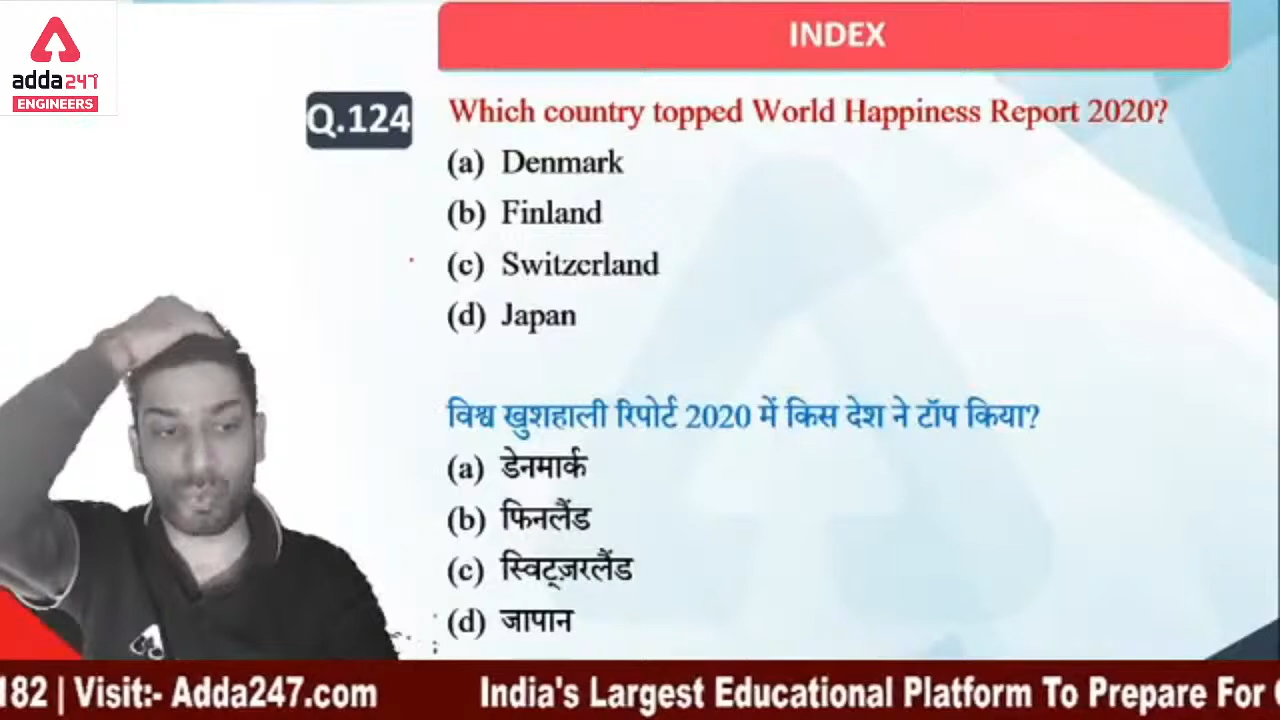 adda247
ENGINEERS
INDEX
Q.124
Which country topped World Happiness Report 2020?
(a) Denmark
(b) Finland
(c) Switzerland
(d) Japan
विश्व खुशहाली रिपोर्ट 2020 में किस देश ने टॉप किया?
(a) डेनमार्क
(b) फिनलैंड
(c) स्विट्ज़रलैंड
(d) जापान
182 | Visit:- Adda247.com India's Largest Educational Platform To Prepare For